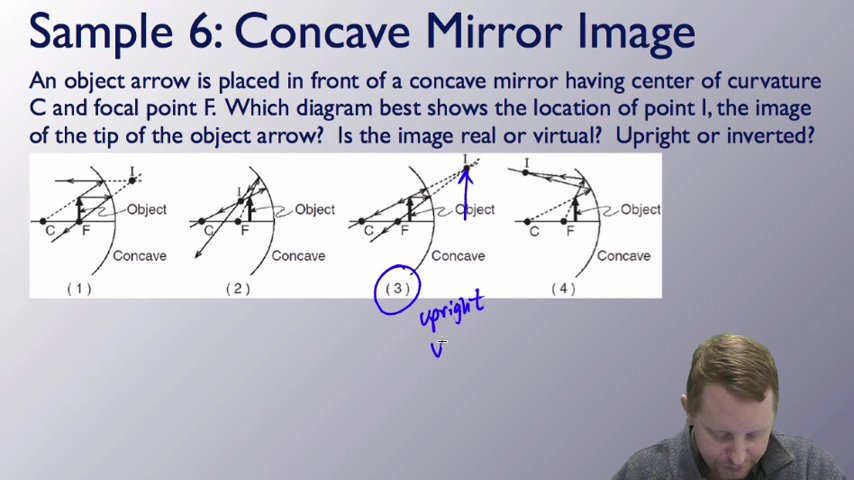 Sample 6: Concave Mirror Image
An object arrow is placed in front of a concave mirror having center of curvature
C and focal point F. Which diagram best shows the location of point I, the image
of the tip of the object arrow? Is the image real or virtual? Upright or inverted?
I
Object
C
F
Concave
(1)
I
Object
C
F
Concave
(2)
I
Object
C
F
Concave
(3)
I
Object
C
F
Concave
(4)
upright
v